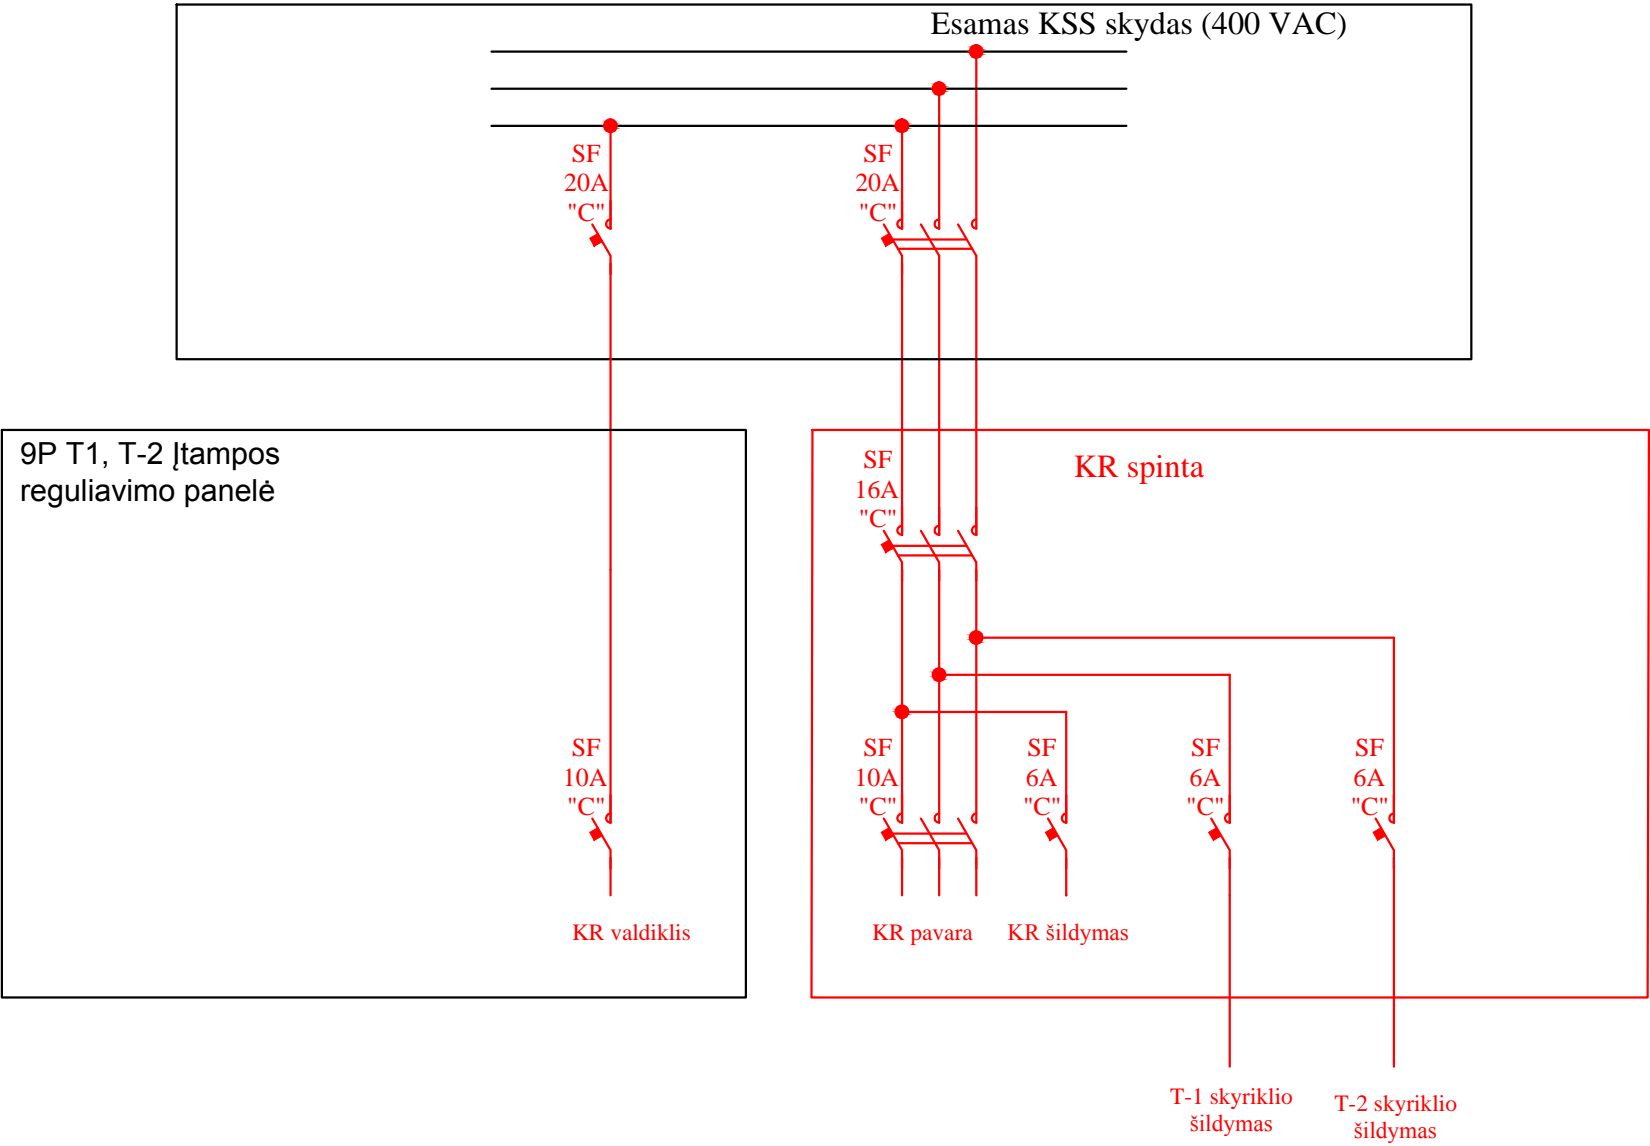 Esamas KSS skydas (400 VAC)
SF
20A
"C"
SF
20A
"C"
9P T1, T-2 Įtampos
reguliavimo panelė
KR spinta
SF
16A
"C"
SF
10A
"C"
SF
10A
"C"
SF
6A
"C"
SF
6A
"C"
SF
6A
"C"
KR valdiklis
KR pavara
KR šildymas
T-1 skyriklio
šildymas
T-2 skyriklio
šildymas